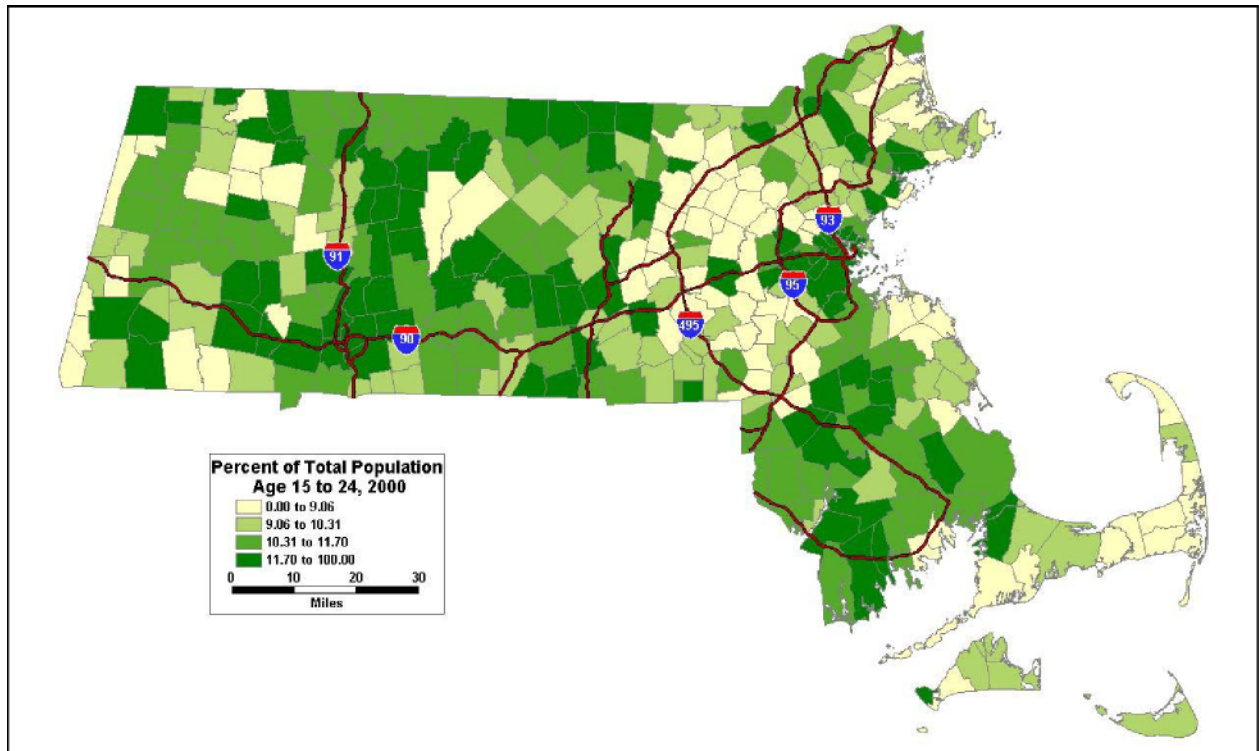 93
91
95
495
90
Percent of Total Population
Age 15 to 24, 2000
0.00 to 9.06
9.06 to 10.31
10.31 to 11.70
11.70 to 100.00
0 10 20 30
Miles